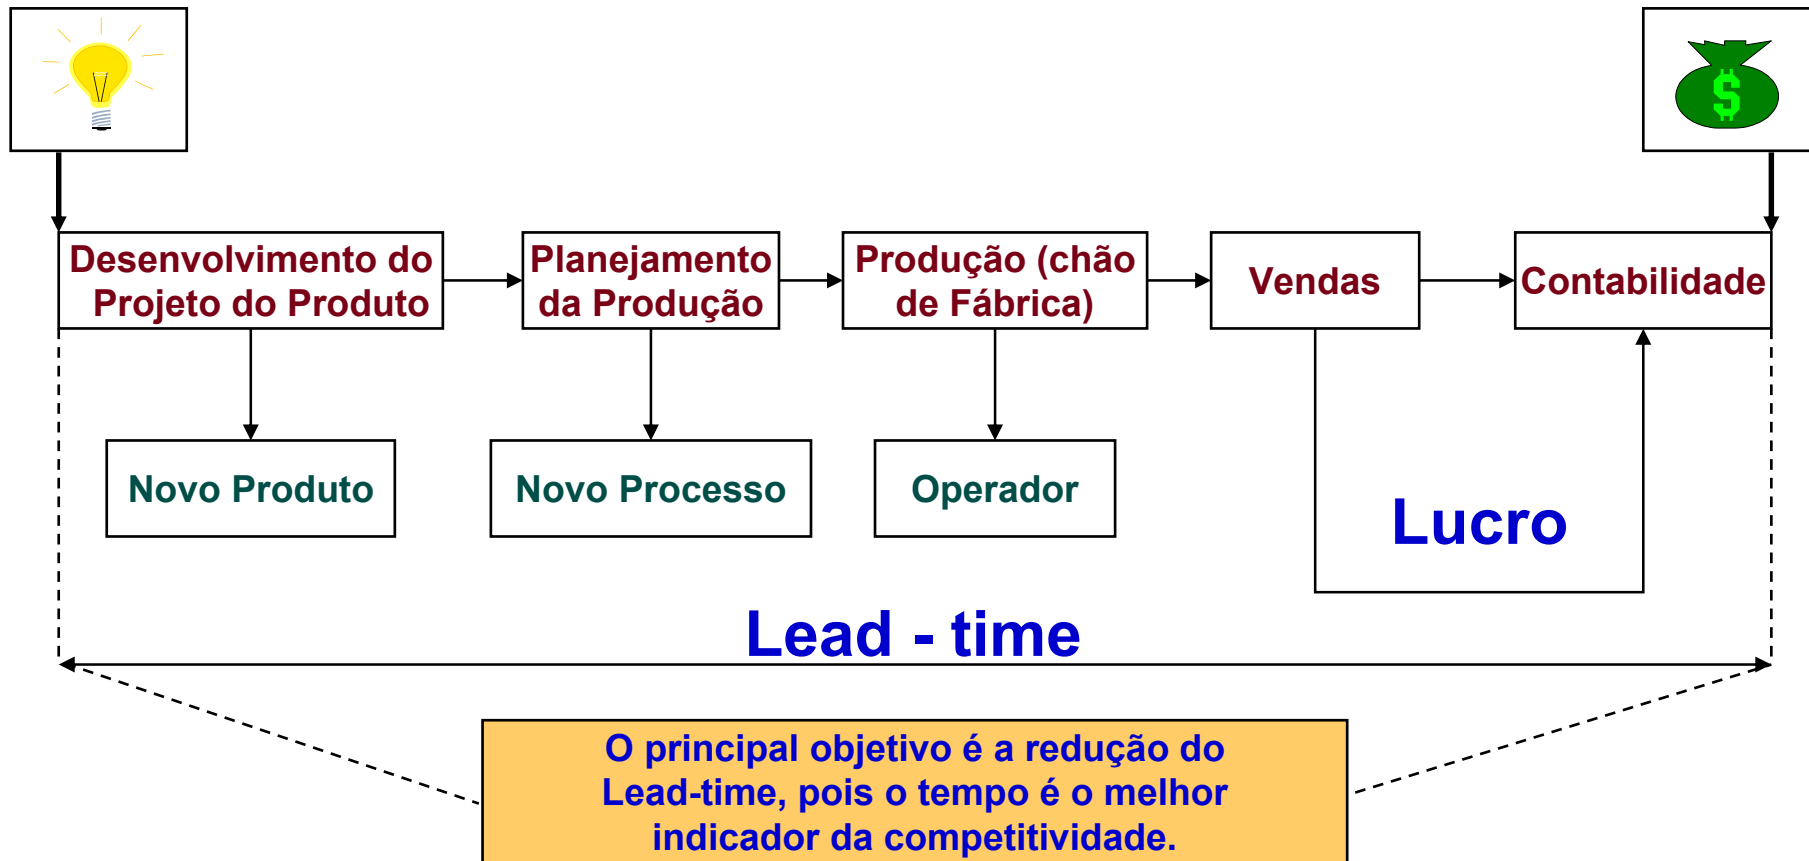 $
Desenvolvimento do
Projeto do Produto
Planejamento
da Produção
Produção (chão
de Fábrica)
Vendas
Contabilidade
Novo Produto
Novo Processo
Operador
Lucro
Lead - time
O principal objetivo é a redução do
Lead-time, pois o tempo é o melhor
indicador da competitividade.